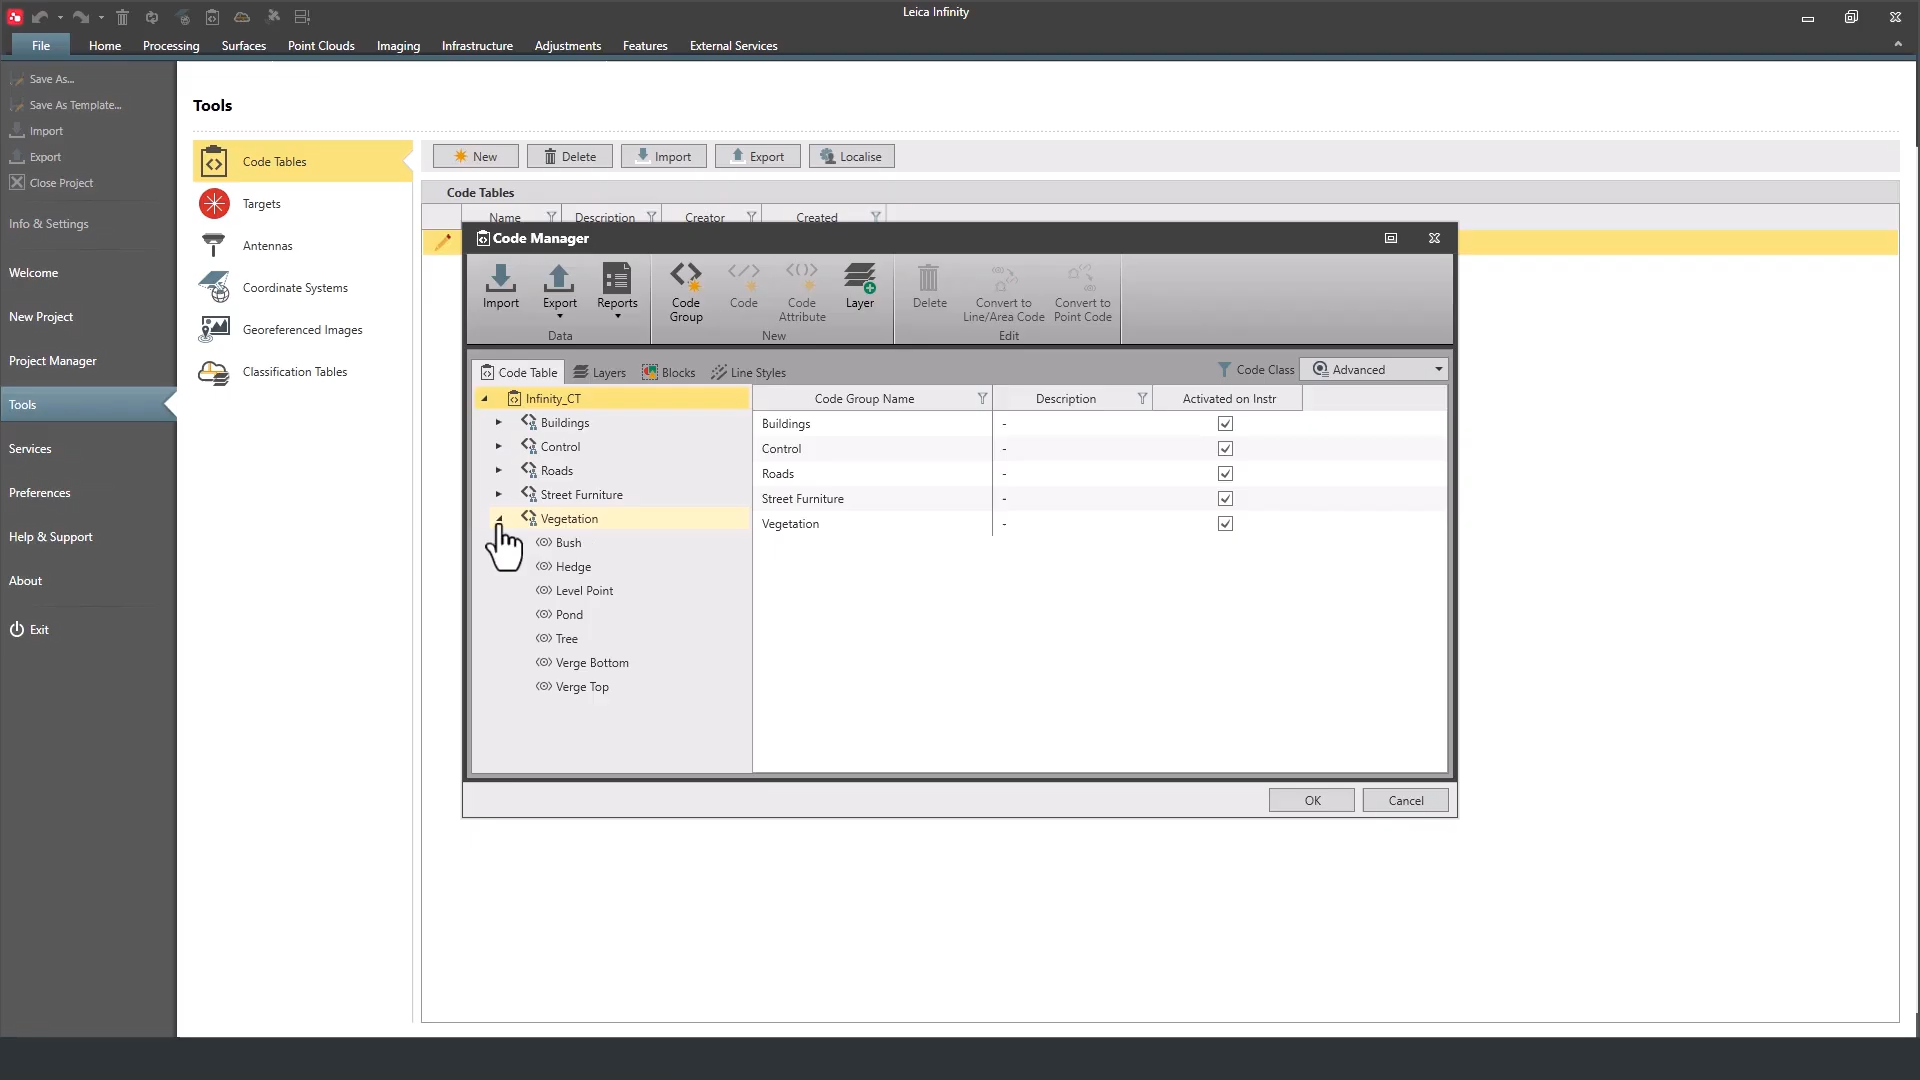 Leica Infinity
File Home Processing Surfaces Point Clouds Imaging Infrastructure Adjustments Features External Services
Save As...
Save As Template...
Import
Export
Close Project
Info & Settings
Welcome
New Project
Project Manager
Tools
Services
Preferences
Help & Support
About
Exit
Tools
Code Tables
Targets
Antennas
Coordinate Systems
Georeferenced Images
Classification Tables
New Delete Import Export Localise
Code Tables
Name Description Creator Created
Code Manager
Import Export Reports
Data
Code Group Code Code Attribute Layer
New
Delete Convert to Line/Area Code Convert to Point Code
Edit
Code Table Layers Blocks Line Styles Code Class Advanced
Infinity_CT
Buildings
Control
Roads
Street Furniture
Vegetation
Bush
Hedge
Level Point
Pond
Tree
Verge Bottom
Verge Top
Code Group Name Description Activated on Instr
Buildings -
Control -
Roads -
Street Furniture -
Vegetation -
OK Cancel